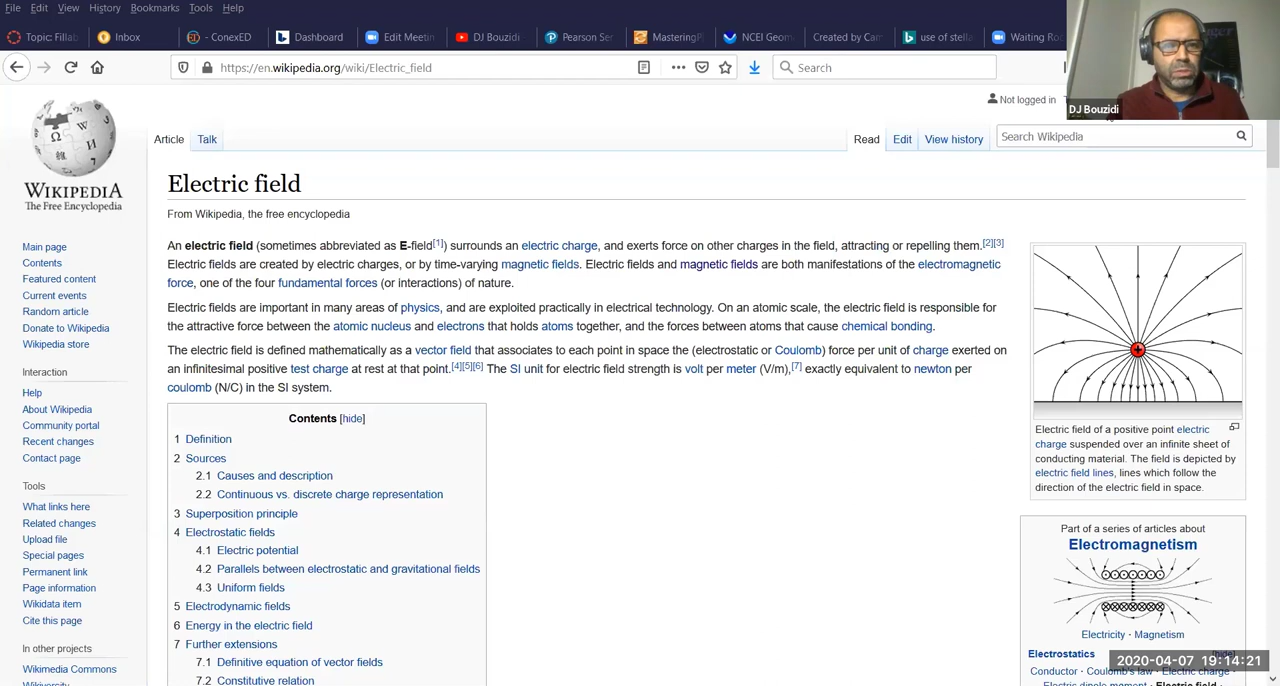 File Edit View History Bookmarks Tools Help
Topic: Fillab Inbox - ConexED Dashboard Edit Meetin DJ Bouzidi Pearson Ser MasteringP NCEI Geom Created by Cam use of stell Waiting Roo
https://en.wikipedia.org/wiki/Electric_field Search
DJ Bouzidi
Not logged in
Article Talk Read Edit View history Search Wikipedia
WIKIPEDIA
The Free Encyclopedia
Main page
Contents
Featured content
Current events
Random article
Donate to Wikipedia
Wikipedia store
Interaction
Help
About Wikipedia
Community portal
Recent changes
Contact page
Tools
What links here
Related changes
Upload file
Special pages
Permanent link
Page information
Wikidata item
Cite this page
In other projects
Wikimedia Commons
Wikiversity
Electric field
From Wikipedia, the free encyclopedia
An electric field (sometimes abbreviated as E-field[1]) surrounds an electric charge, and exerts force on other charges in the field, attracting or repelling them.[2][3]
Electric fields are created by electric charges, or by time-varying magnetic fields. Electric fields and magnetic fields are both manifestations of the electromagnetic
force, one of the four fundamental forces (or interactions) of nature.
Electric fields are important in many areas of physics, and are exploited practically in electrical technology. On an atomic scale, the electric field is responsible for
the attractive force between the atomic nucleus and electrons that holds atoms together, and the forces between atoms that cause chemical bonding.
The electric field is defined mathematically as a vector field that associates to each point in space the (electrostatic or Coulomb) force per unit of charge exerted on
an infinitesimal positive test charge at rest at that point.[4][5][6] The SI unit for electric field strength is volt per meter (V/m),[7] exactly equivalent to newton per
coulomb (N/C) in the SI system.
Contents [hide]
1 Definition
2 Sources
2.1 Causes and description
2.2 Continuous vs. discrete charge representation
3 Superposition principle
4 Electrostatic fields
4.1 Electric potential
4.2 Parallels between electrostatic and gravitational fields
4.3 Uniform fields
5 Electrodynamic fields
6 Energy in the electric field
7 Further extensions
7.1 Definitive equation of vector fields
7.2 Constitutive relation
Electric field of a positive point electric
charge suspended over an infinite sheet of
conducting material. The field is depicted by
electric field lines, lines which follow the
direction of the electric field in space.
Part of a series of articles about
Electromagnetism
Electricity · Magnetism
Electrostatics [hide]
Conductor · Coulomb's law · Electric charge ·
Electric dipole moment · Electric field ·
2020-04-07 19:14:21